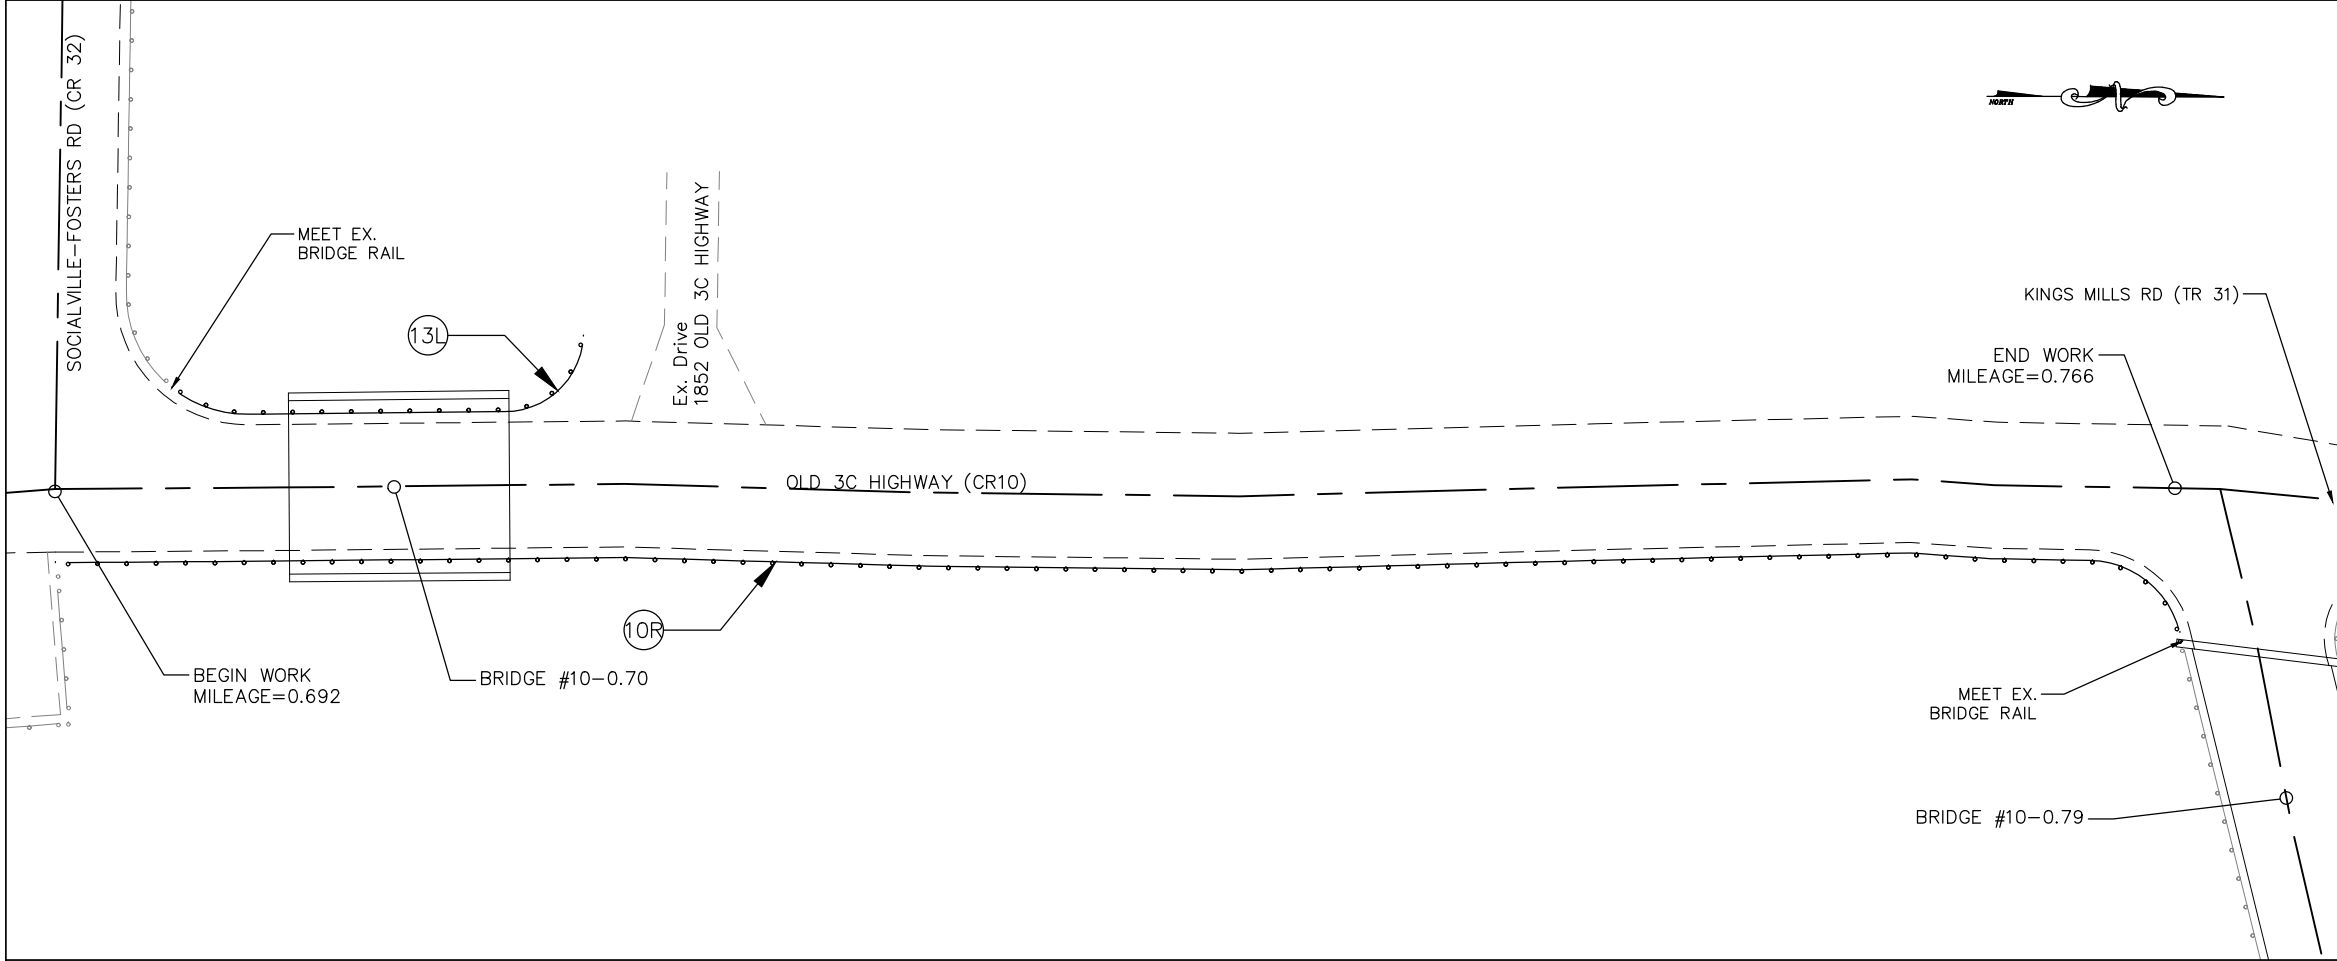 SOCIALVILLE-FOSTERS RD (CR 32)
NORTH
MEET EX.
BRIDGE RAIL
13L
Ex. Drive
1852 OLD 3C HIGHWAY
KINGS MILLS RD (TR 31)
END WORK
MILEAGE=0.766
OLD 3C HIGHWAY (CR10)
10R
BEGIN WORK
MILEAGE=0.692
BRIDGE #10-0.70
MEET EX.
BRIDGE RAIL
BRIDGE #10-0.79